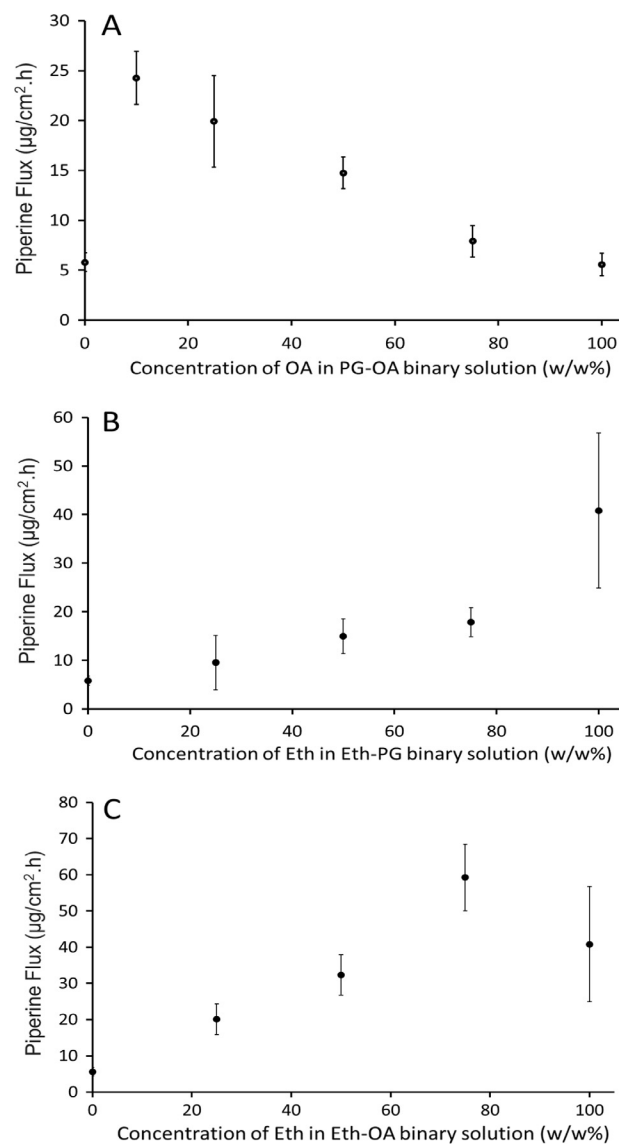 A
Piperine Flux (µg/cm².h)
30
25
20
15
10
5
0
0 20 40 60 80 100
Concentration of OA in PG-OA binary solution (w/w%)
B
Piperine Flux (µg/cm².h)
60
50
40
30
20
10
0
0 20 40 60 80 100
Concentration of Eth in Eth-PG binary solution (w/w%)
C
Piperine Flux (µg/cm².h)
80
70
60
50
40
30
20
10
0
0 20 40 60 80 100
Concentration of Eth in Eth-OA binary solution (w/w%)